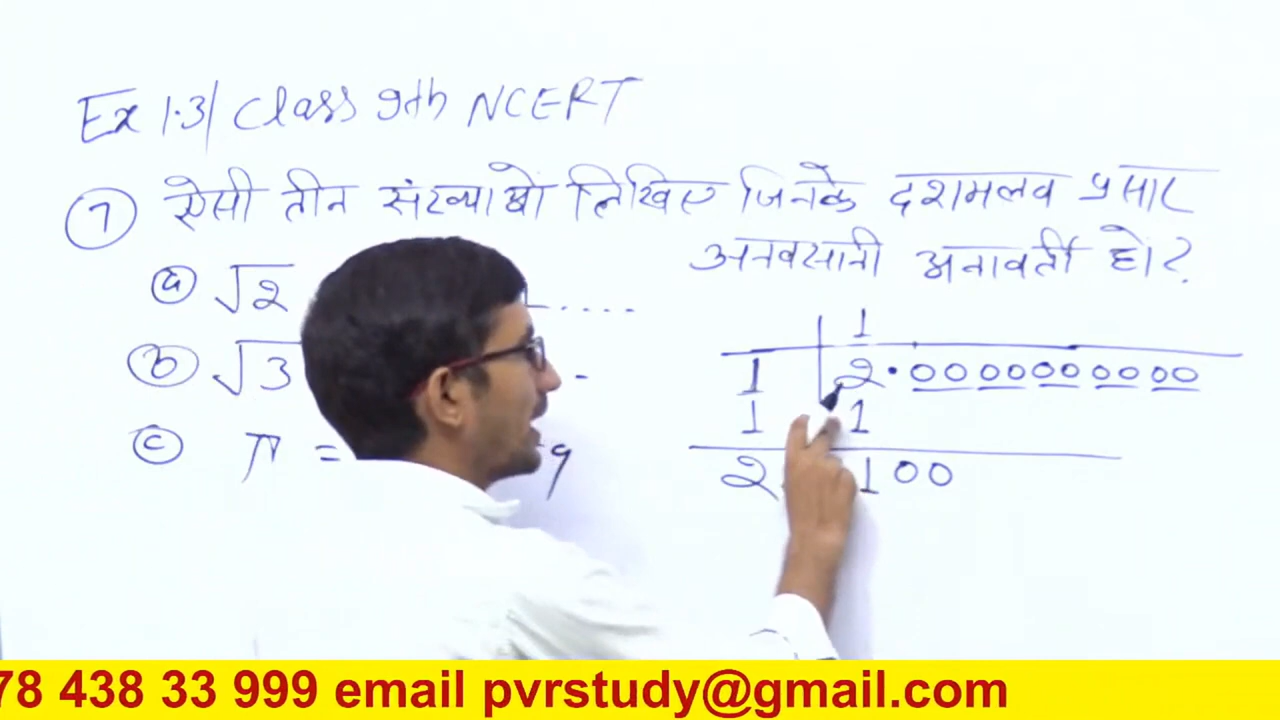 Ex 1.3/ Class 9th NCERT
⑦ ऐसी तीन संख्याओ लिखिए जिनके दशमलव प्रसार
अनवसानी अनावर्ती हो?
ⓐ √2 .....
ⓑ √3 -
ⓒ π = 9
1
1 2.0000000000
1 1
2 100
78 438 33 999 email pvrstudy@gmail.com